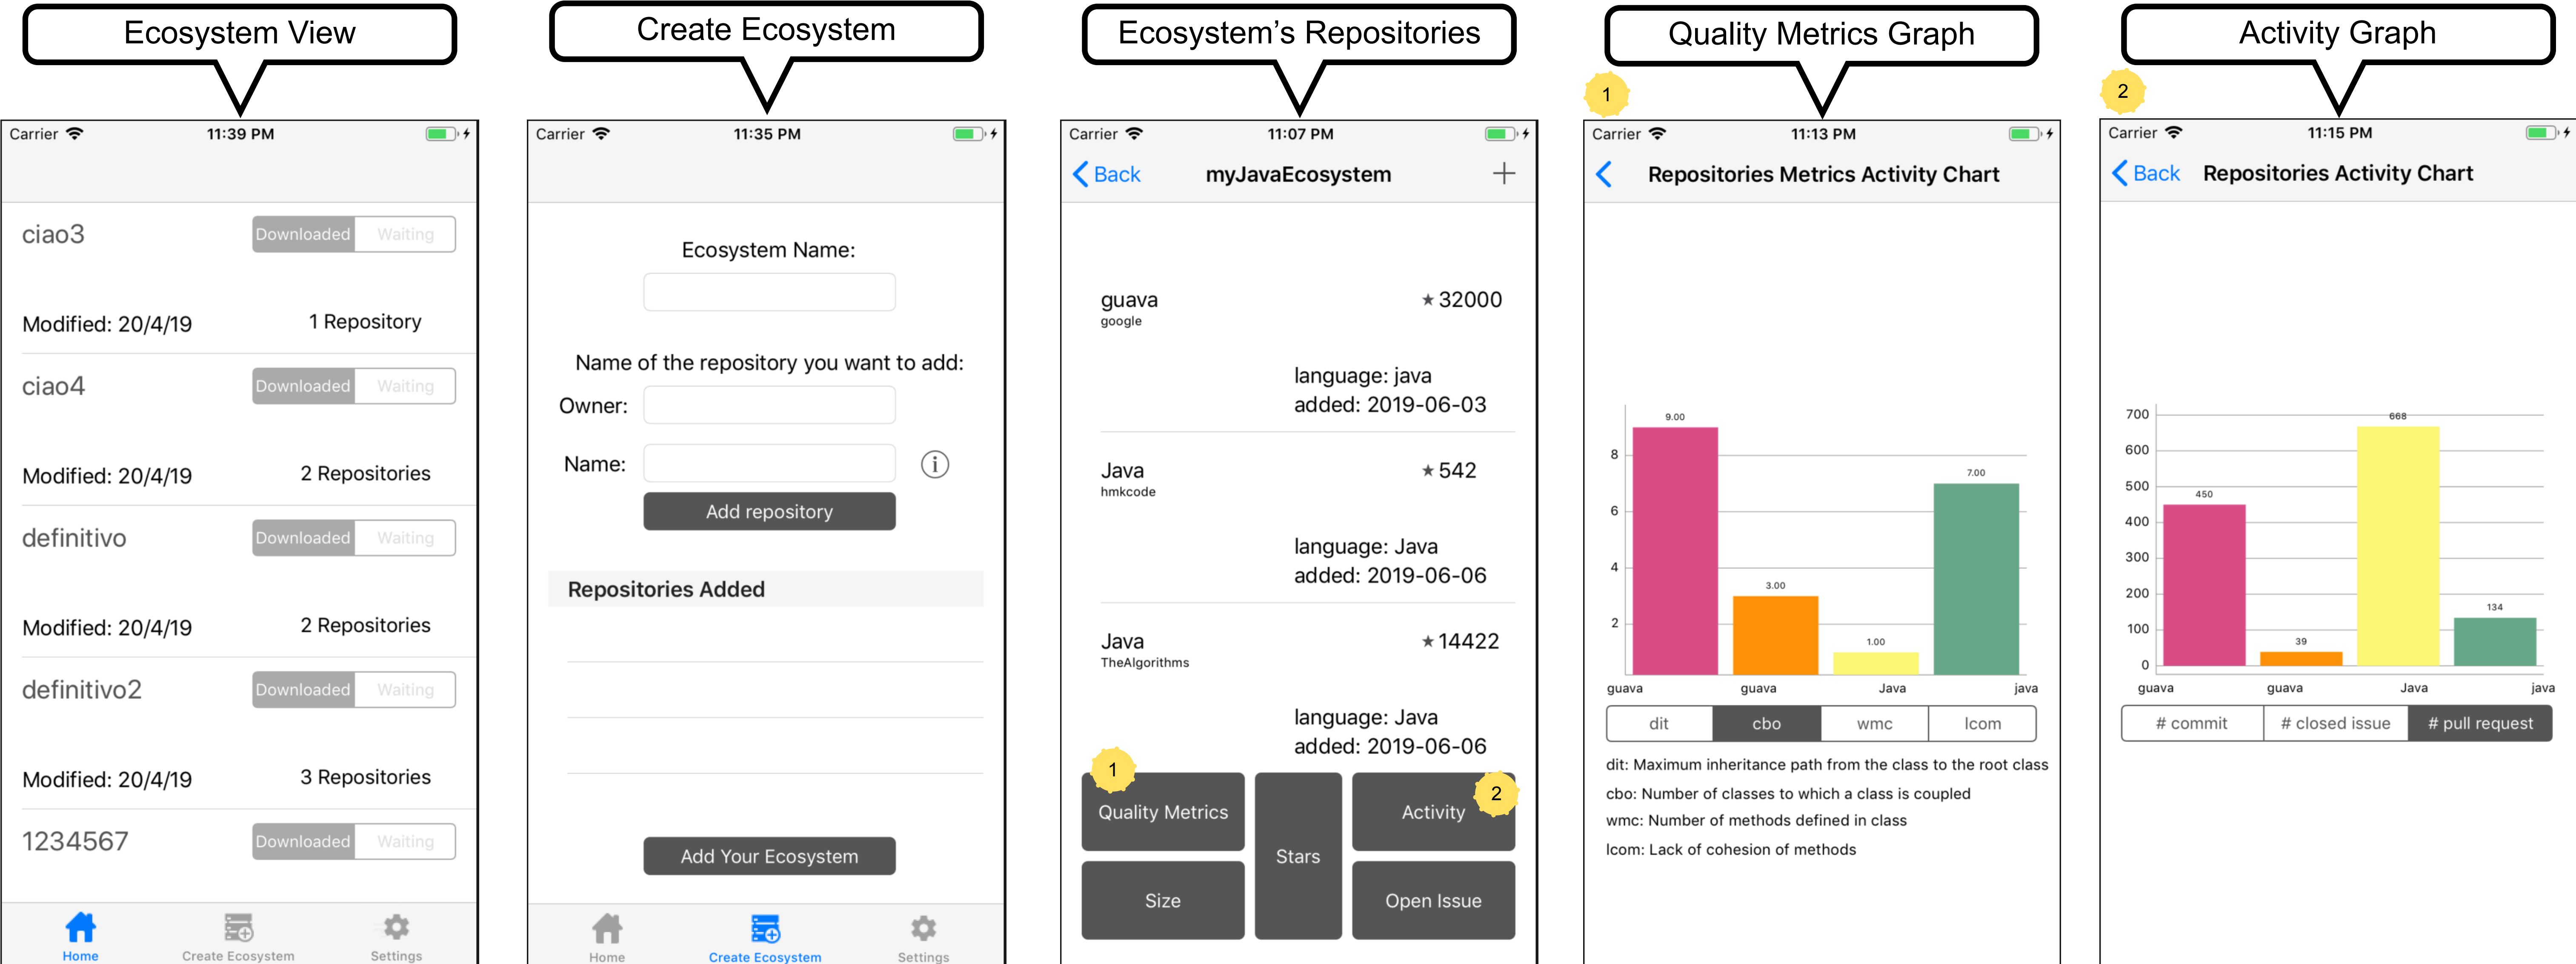 Ecosystem View
Carrier 11:39 PM
ciao3 Downloaded Waiting
Modified: 20/4/19 1 Repository
ciao4 Downloaded Waiting
Modified: 20/4/19 2 Repositories
definitivo Downloaded Waiting
Modified: 20/4/19 2 Repositories
definitivo2 Downloaded Waiting
Modified: 20/4/19 3 Repositories
1234567 Downloaded Waiting
Home Create Ecosystem Settings
Create Ecosystem
Carrier 11:35 PM
Ecosystem Name:
Name of the repository you want to add:
Owner:
Name: i
Add repository
Repositories Added
Add Your Ecosystem
Home Create Ecosystem Settings
Ecosystem’s Repositories
Carrier 11:07 PM
Back myJavaEcosystem +
guava ★ 32000
google
language: java
added: 2019-06-03
Java ★ 542
hmkcode
language: Java
added: 2019-06-06
Java ★ 14422
TheAlgorithms
language: Java
added: 2019-06-06
1
Quality Metrics Stars Activity 2
Size Open Issue
Quality Metrics Graph
1
Carrier 11:13 PM
Repositories Metrics Activity Chart
9.00
8
7.00
6
4
3.00
2
1.00
guava guava Java java
dit cbo wmc lcom
dit: Maximum inheritance path from the class to the root class
cbo: Number of classes to which a class is coupled
wmc: Number of methods defined in class
lcom: Lack of cohesion of methods
Activity Graph
2
Carrier 11:15 PM
Back Repositories Activity Chart
700 668
600
500 450
400
300
200
134
100
39
0
guava guava Java java
# commit # closed issue # pull request